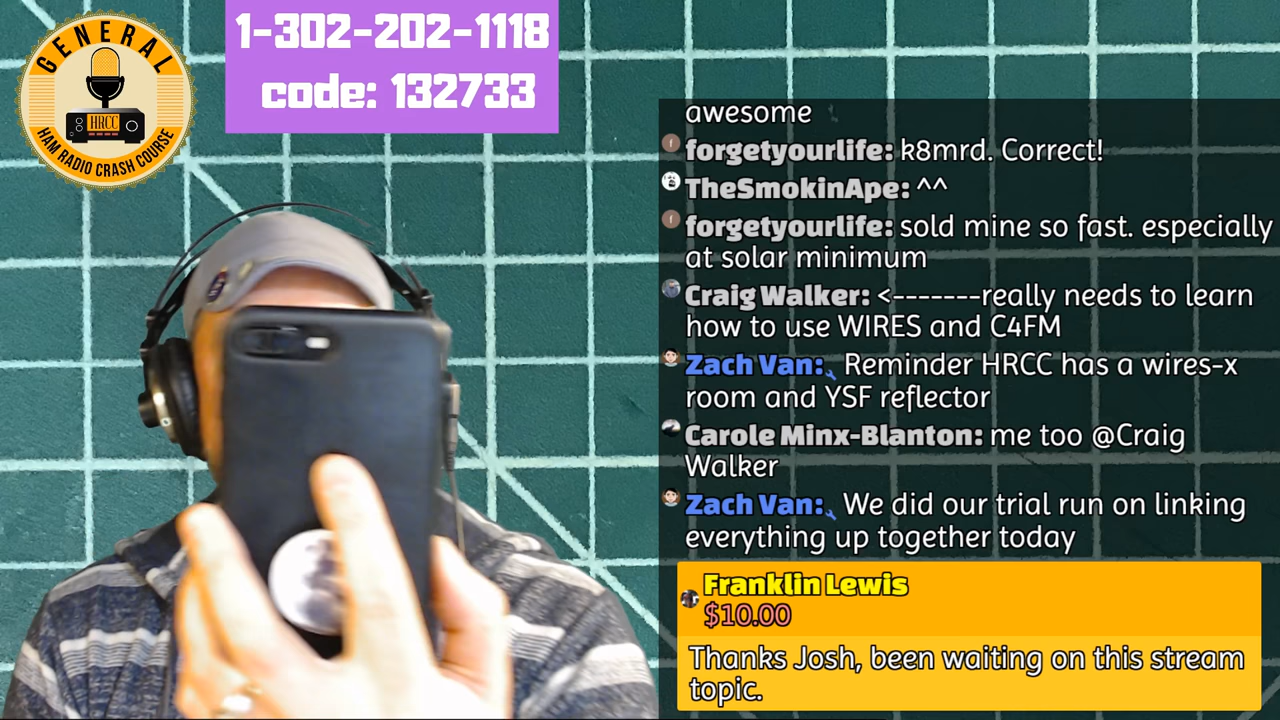 GENERAL
HRCC
HAM RADIO CRASH COURSE
1-302-202-1118
code: 132733
awesome
forgetyourlife: k8mrd. Correct!
TheSmokinApe: ^^
forgetyourlife: sold mine so fast. especially
at solar minimum
Craig Walker: <-------really needs to learn
how to use WIRES and C4FM
Zach Van: Reminder HRCC has a wires-x
room and YSF reflector
Carole Minx-Blanton: me too @Craig
Walker
Zach Van: We did our trial run on linking
everything up together today
Franklin Lewis
$10.00
Thanks Josh, been waiting on this stream
topic.